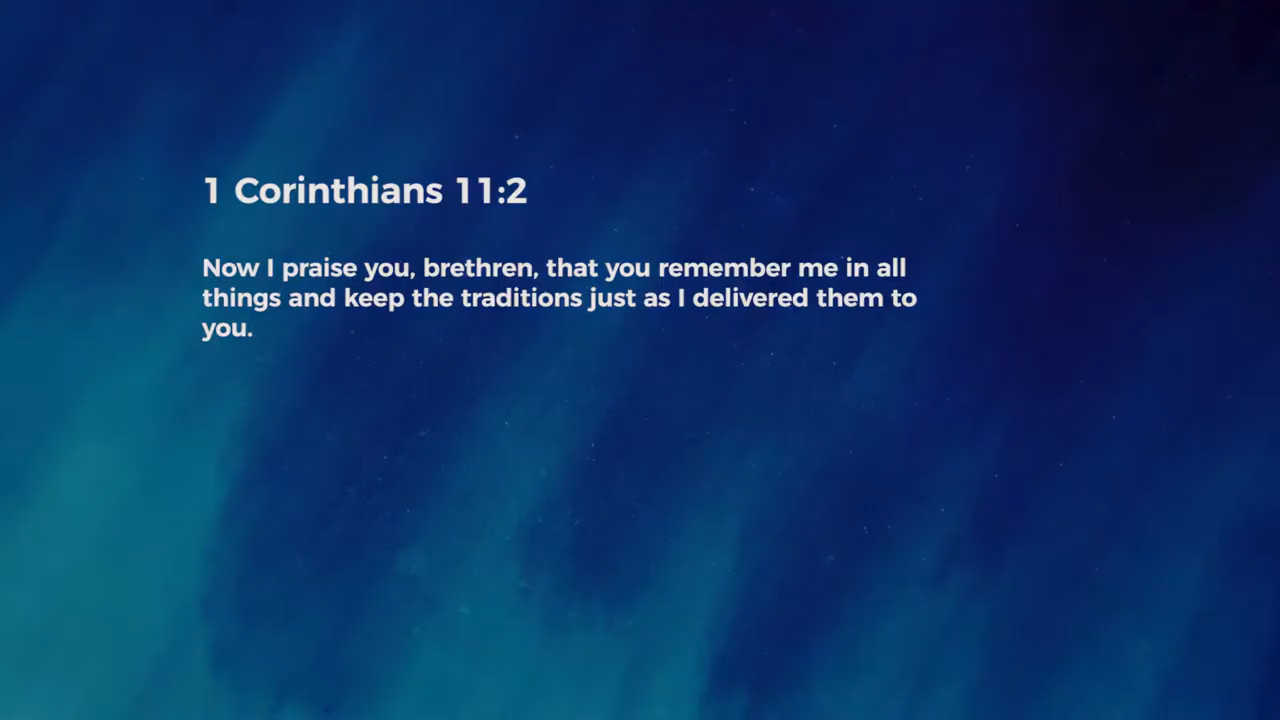 1 Corinthians 11:2
Now I praise you, brethren, that you remember me in all
things and keep the traditions just as I delivered them to
you.